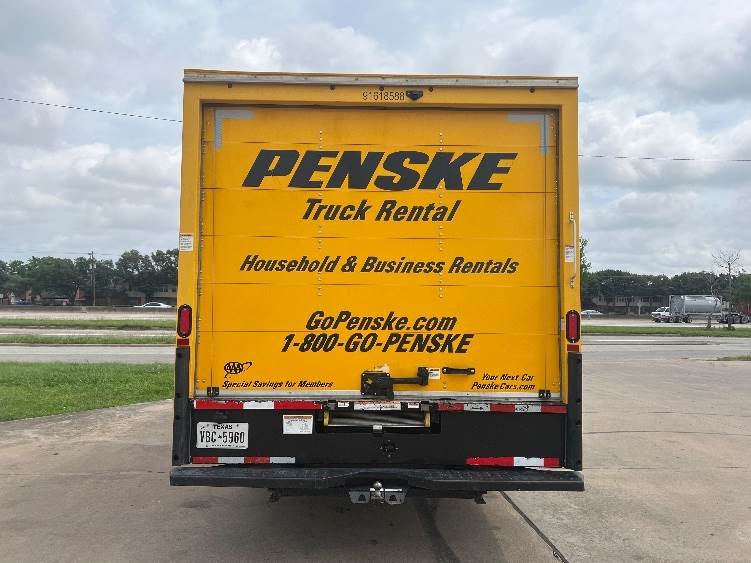 91618588
PENSKE
Truck Rental
Household & Business Rentals
GoPenske.com
1-800-GO-PENSKE
AAA
Special Savings for Members
Your Next Car
PenskeCars.com
TEXAS
VBC★5960